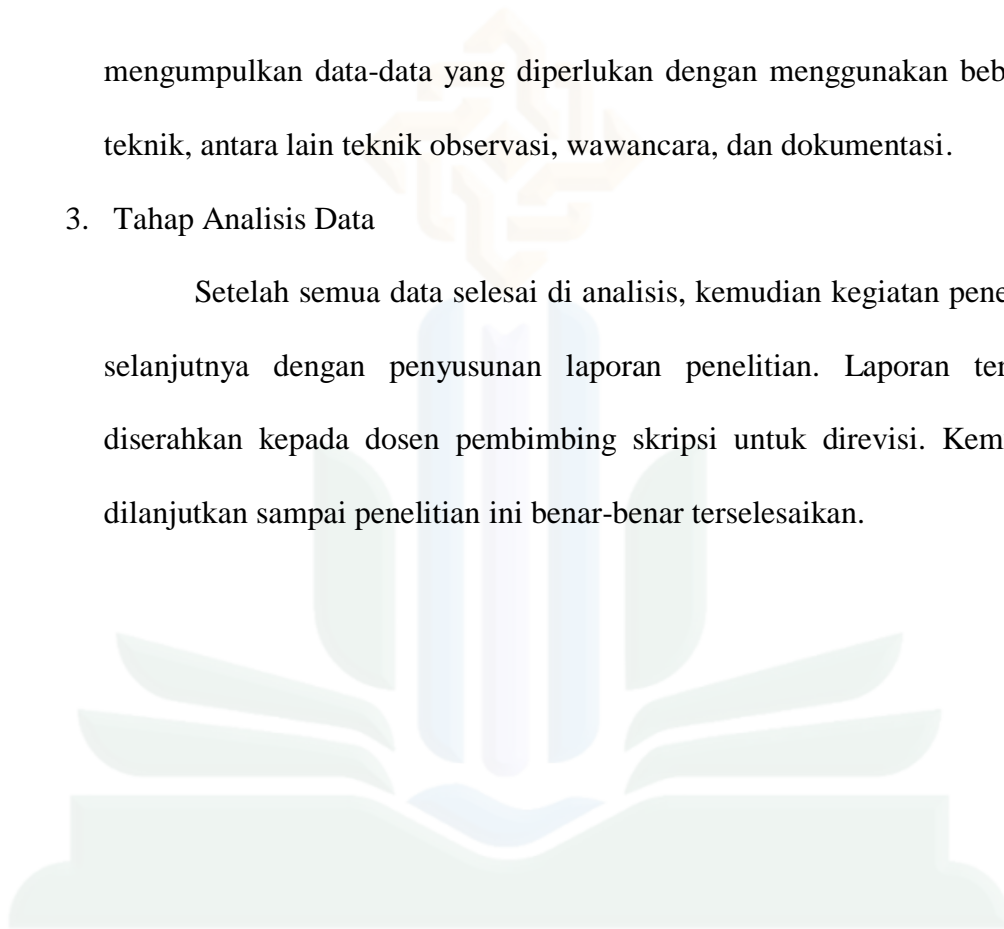 mengumpulkan data-data yang diperlukan dengan menggunakan beb
teknik, antara lain teknik observasi, wawancara, dan dokumentasi.
3. Tahap Analisis Data
Setelah semua data selesai di analisis, kemudian kegiatan pene
selanjutnya dengan penyusunan laporan penelitian. Laporan ter
diserahkan kepada dosen pembimbing skripsi untuk direvisi. Kem
dilanjutkan sampai penelitian ini benar-benar terselesaikan.